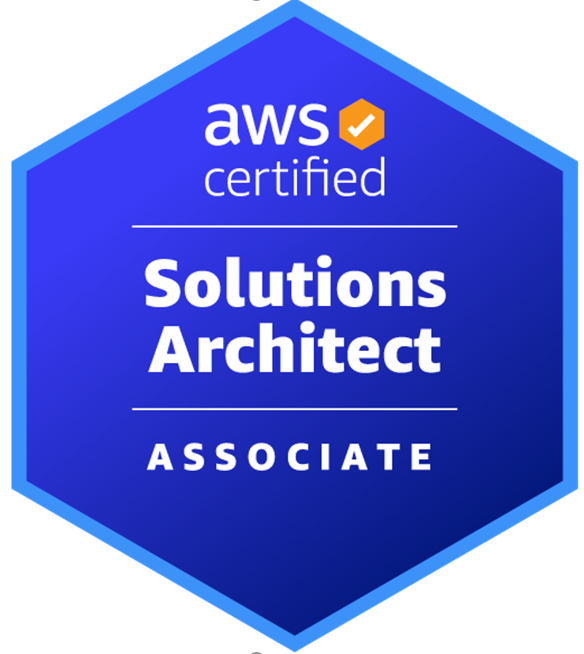 aws
certified
Solutions
Architect
ASSOCIATE